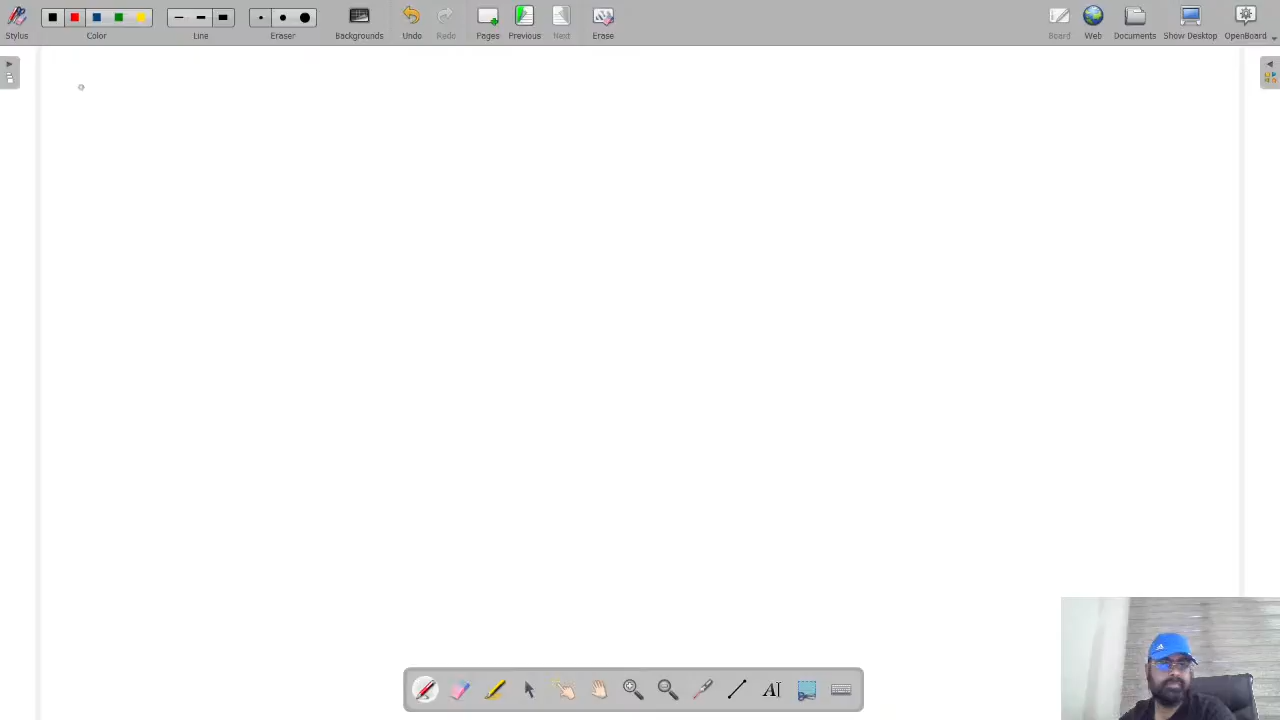 Stylus
Color
Line
Eraser
Backgrounds
Undo
Redo
Pages
Previous
Next
Erase
Board
Web
Documents
Show Desktop
OpenBoard